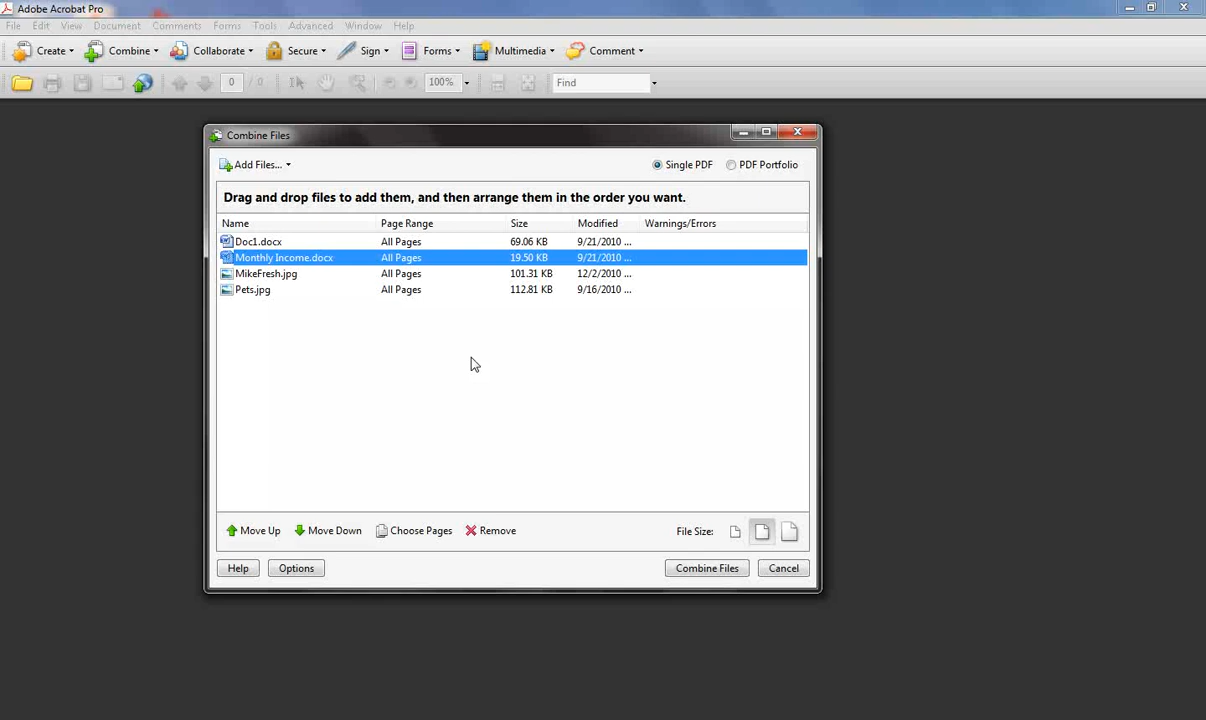 Adobe Acrobat Pro
File Edit View Document Comments Forms Tools Advanced Window Help
Create Combine Collaborate Secure Sign Forms Multimedia Comment
0 / 0 100% Find
Combine Files
Add Files... Single PDF PDF Portfolio
Drag and drop files to add them, and then arrange them in the order you want.
Name Page Range Size Modified Warnings/Errors
Doc1.docx All Pages 69.06 KB 9/21/2010 ...
Monthly Income.docx All Pages 19.50 KB 9/21/2010 ...
MikeFresh.jpg All Pages 101.31 KB 12/2/2010 ...
Pets.jpg All Pages 112.81 KB 9/16/2010 ...
Move Up Move Down Choose Pages Remove File Size:
Help Options Combine Files Cancel